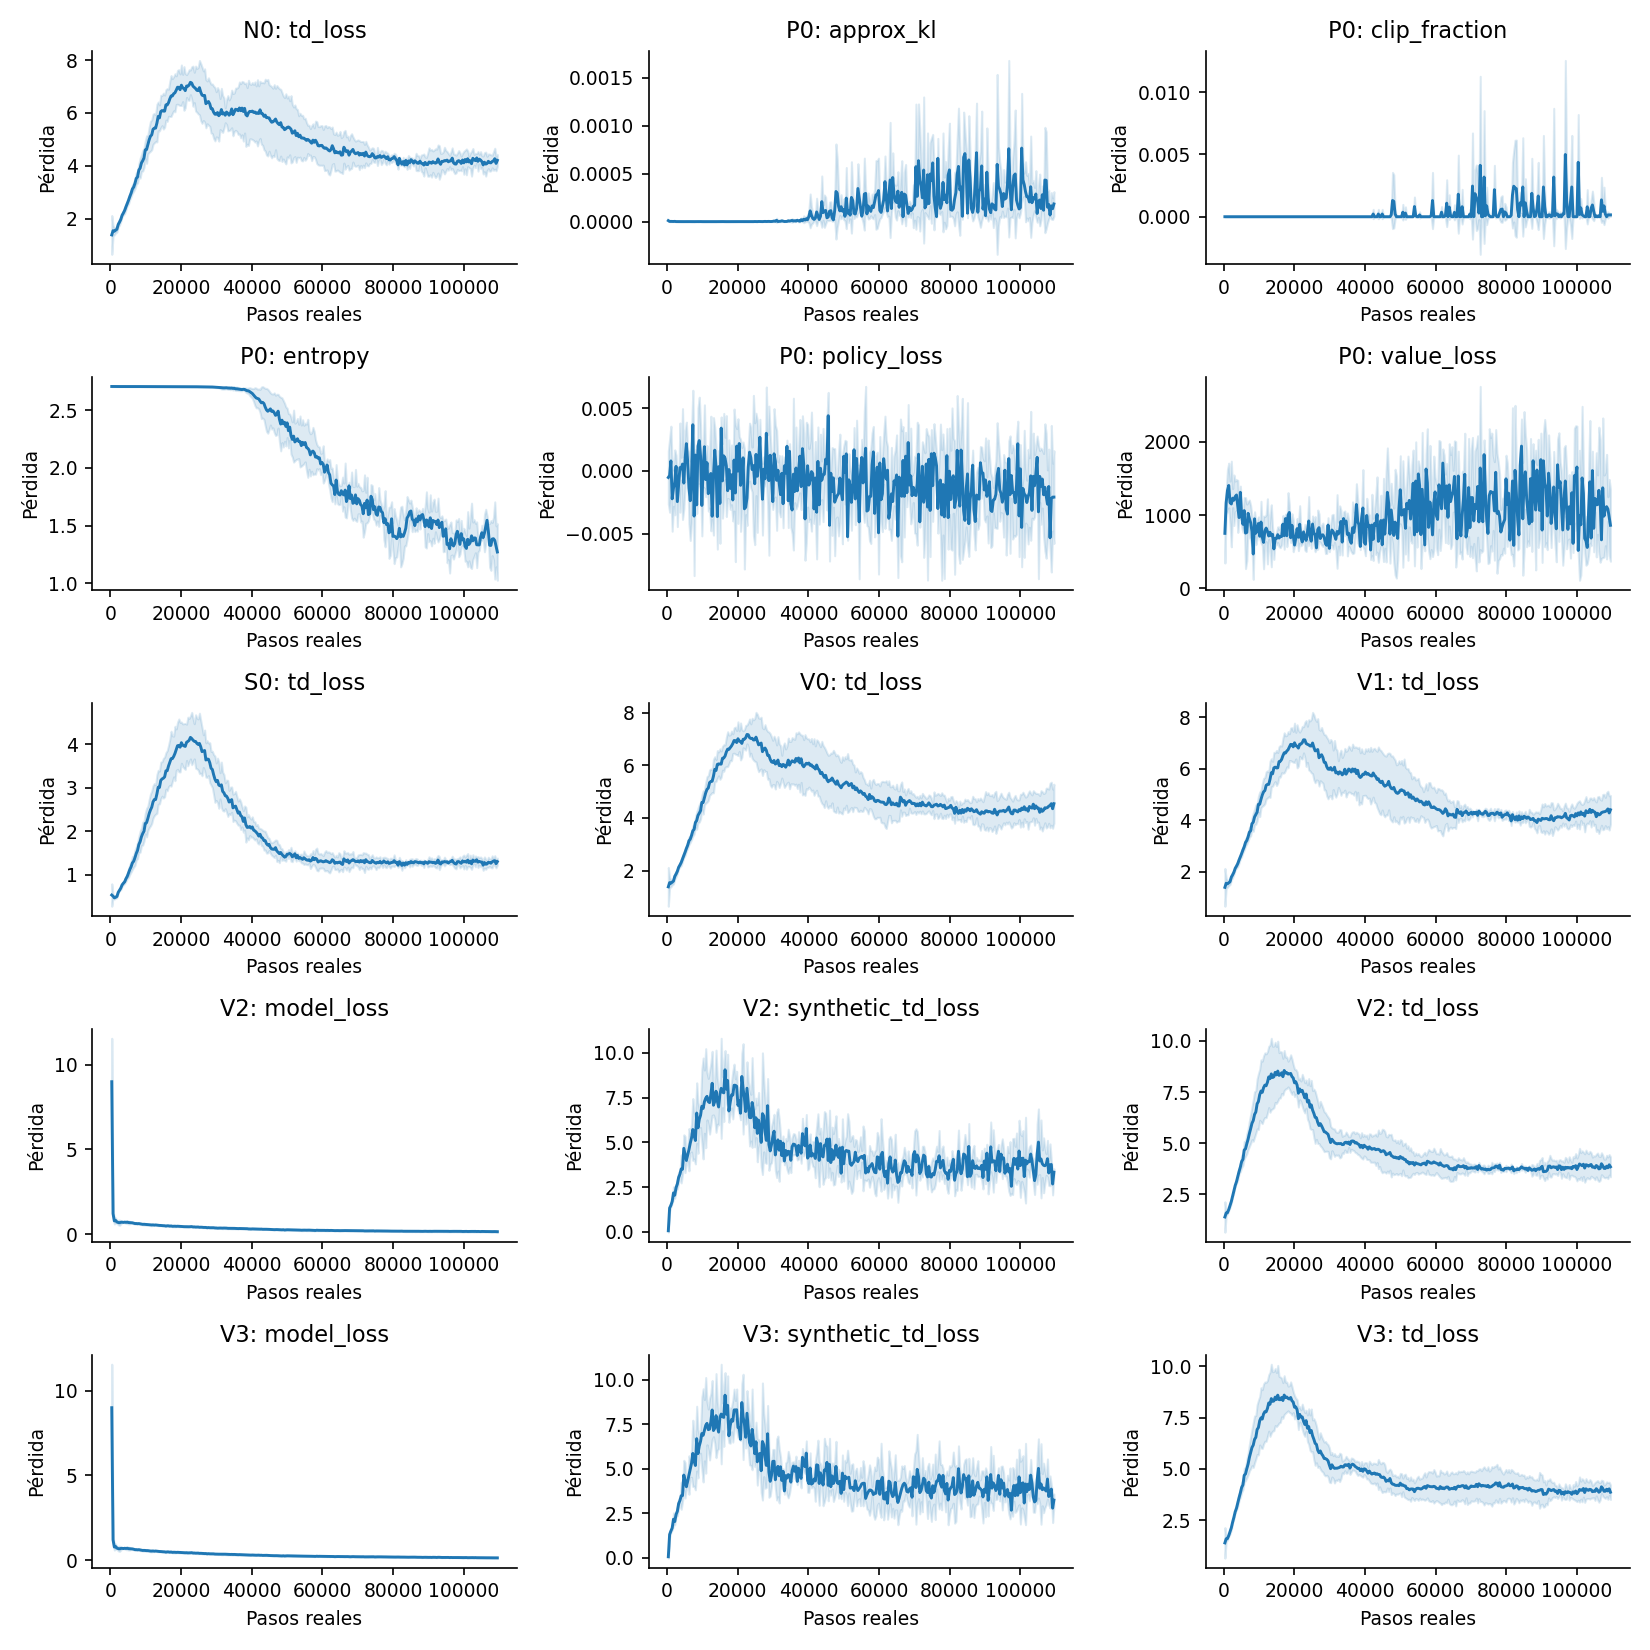 N0: td_loss
8
6
4
2
Pérdida
0 20000 40000 60000 80000 100000
Pasos reales
P0: approx_kl
0.0015
0.0010
0.0005
0.0000
Pérdida
0 20000 40000 60000 80000 100000
Pasos reales
P0: clip_fraction
0.010
0.005
0.000
Pérdida
0 20000 40000 60000 80000 100000
Pasos reales
P0: entropy
2.5
2.0
1.5
1.0
Pérdida
0 20000 40000 60000 80000 100000
Pasos reales
P0: policy_loss
0.005
0.000
−0.005
Pérdida
0 20000 40000 60000 80000 100000
Pasos reales
P0: value_loss
2000
1000
0
Pérdida
0 20000 40000 60000 80000 100000
Pasos reales
S0: td_loss
4
3
2
1
Pérdida
0 20000 40000 60000 80000 100000
Pasos reales
V0: td_loss
8
6
4
2
Pérdida
0 20000 40000 60000 80000 100000
Pasos reales
V1: td_loss
8
6
4
2
Pérdida
0 20000 40000 60000 80000 100000
Pasos reales
V2: model_loss
10
5
0
Pérdida
0 20000 40000 60000 80000 100000
Pasos reales
V2: synthetic_td_loss
10.0
7.5
5.0
2.5
0.0
Pérdida
0 20000 40000 60000 80000 100000
Pasos reales
V2: td_loss
10.0
7.5
5.0
2.5
Pérdida
0 20000 40000 60000 80000 100000
Pasos reales
V3: model_loss
10
5
0
Pérdida
0 20000 40000 60000 80000 100000
Pasos reales
V3: synthetic_td_loss
10.0
7.5
5.0
2.5
0.0
Pérdida
0 20000 40000 60000 80000 100000
Pasos reales
V3: td_loss
10.0
7.5
5.0
2.5
Pérdida
0 20000 40000 60000 80000 100000
Pasos reales